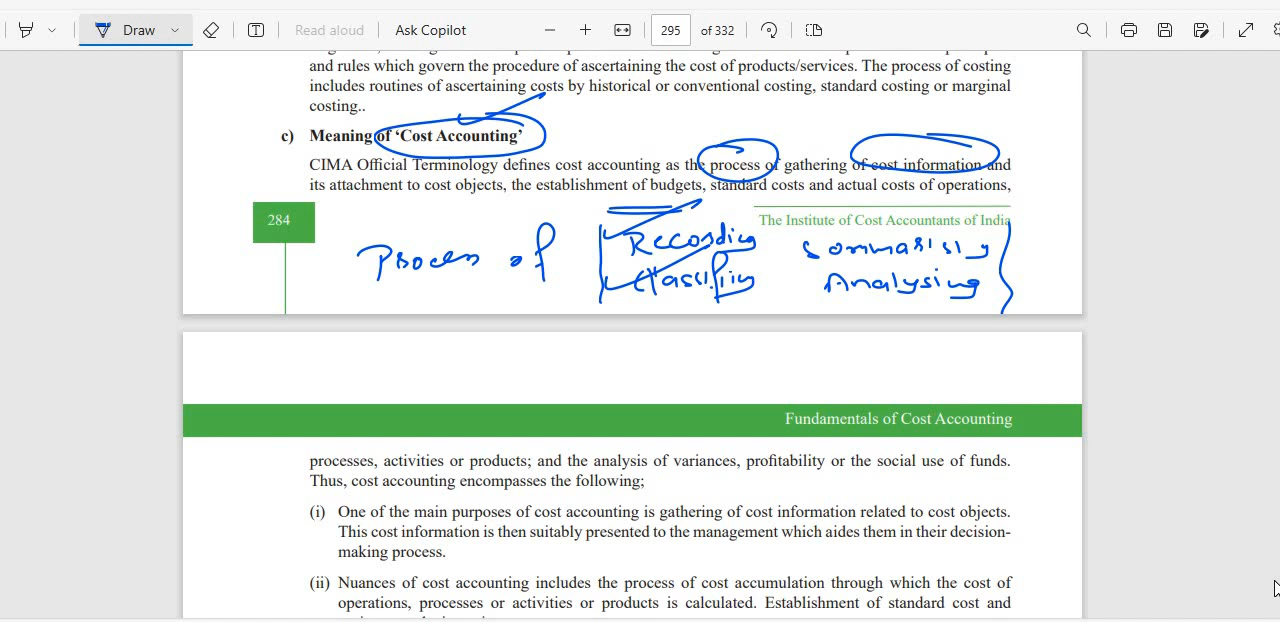 Draw
Read aloud
Ask Copilot
295 of 332
and rules which govern the procedure of ascertaining the cost of products/services. The process of costing
includes routines of ascertaining costs by historical or conventional costing, standard costing or marginal
costing..
c) Meaning of ‘Cost Accounting’
CIMA Official Terminology defines cost accounting as the process of gathering of cost information and
its attachment to cost objects, the establishment of budgets, standard costs and actual costs of operations,
284
The Institute of Cost Accountants of India
Process of Recording Summarisig
Classifiig Analysing
Fundamentals of Cost Accounting
processes, activities or products; and the analysis of variances, profitability or the social use of funds.
Thus, cost accounting encompasses the following;
(i) One of the main purposes of cost accounting is gathering of cost information related to cost objects.
This cost information is then suitably presented to the management which aides them in their decision-
making process.
(ii) Nuances of cost accounting includes the process of cost accumulation through which the cost of
operations, processes or activities or products is calculated. Establishment of standard cost and